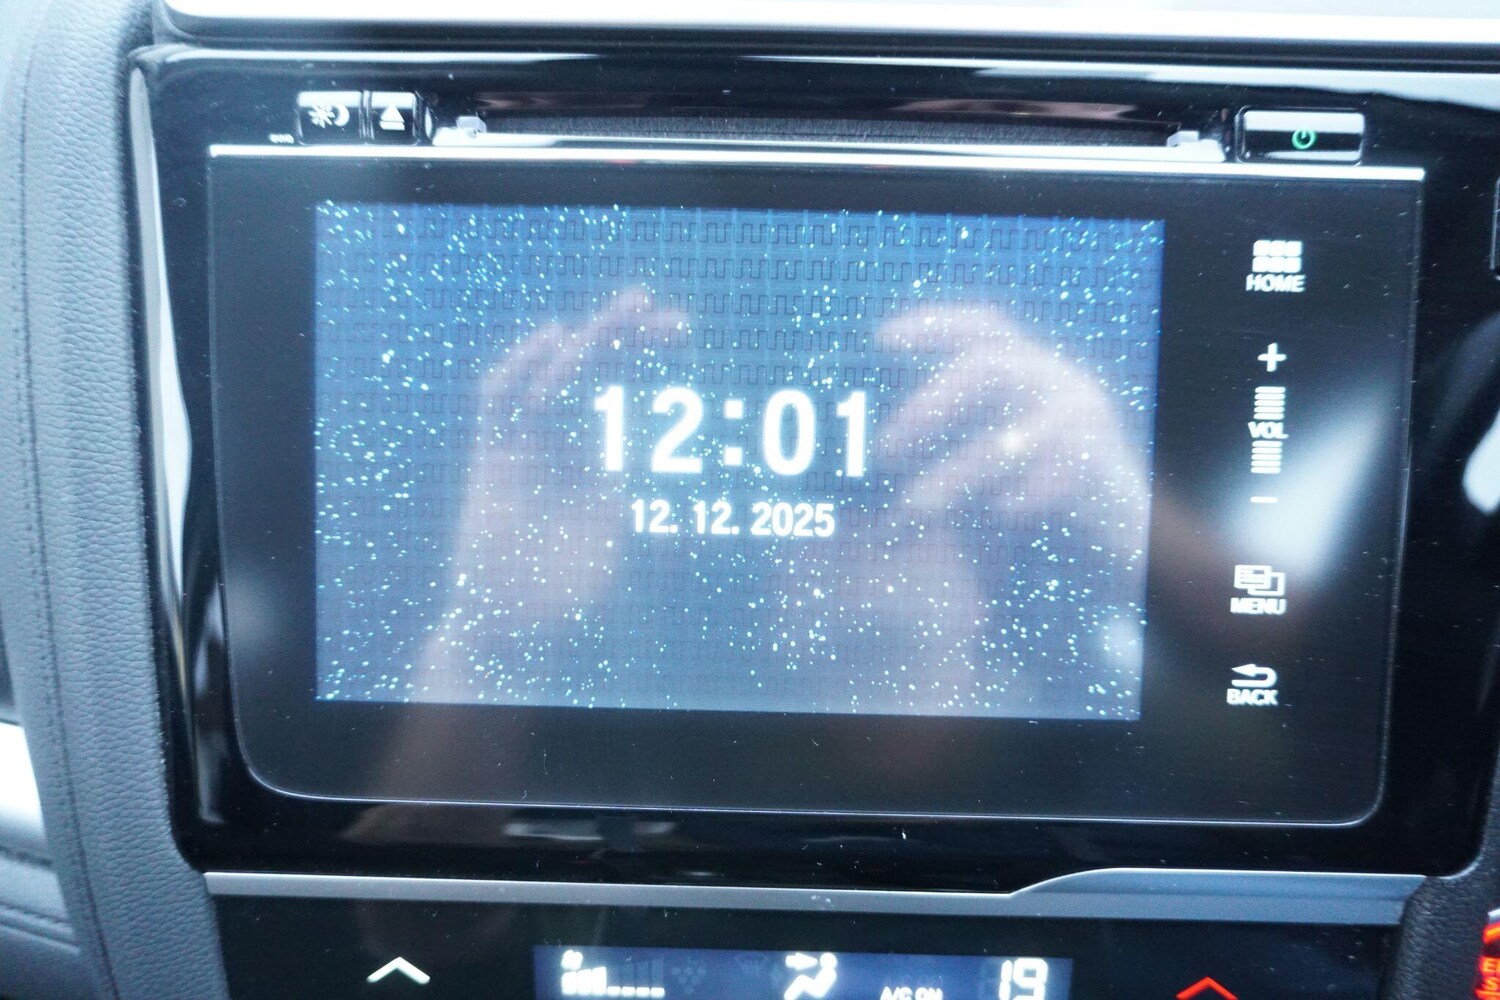 HOME
VOL
12:01
12. 12. 2025
MENU
BACK
A/C ON
19